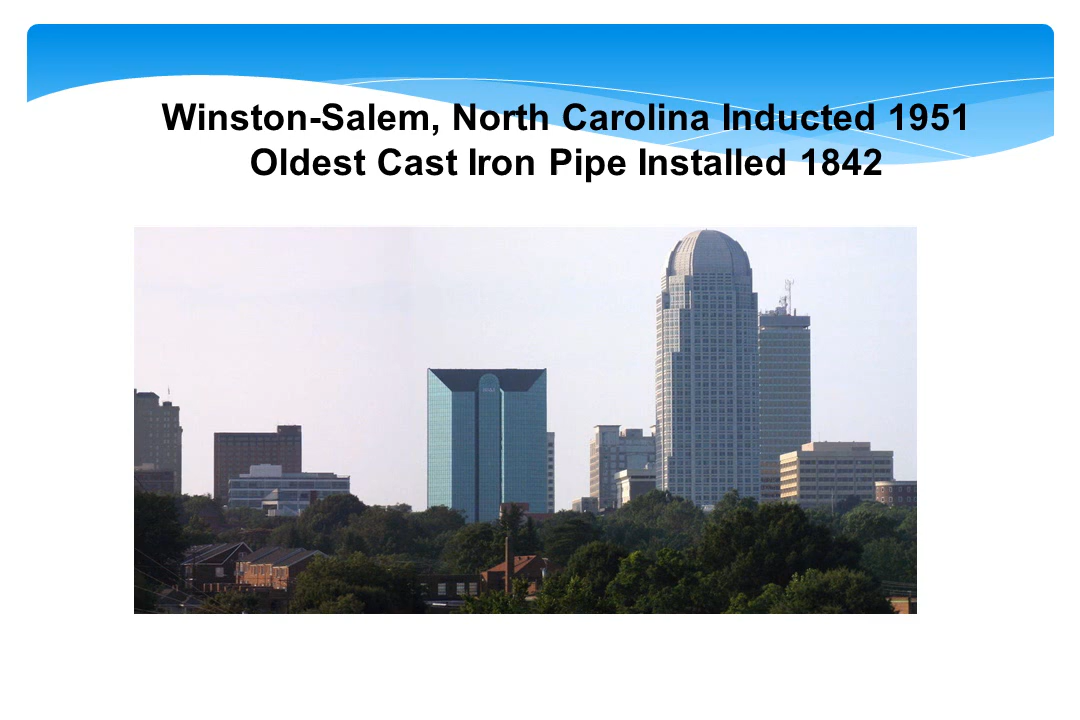 Winston-Salem, North Carolina Inducted 1951
Oldest Cast Iron Pipe Installed 1842